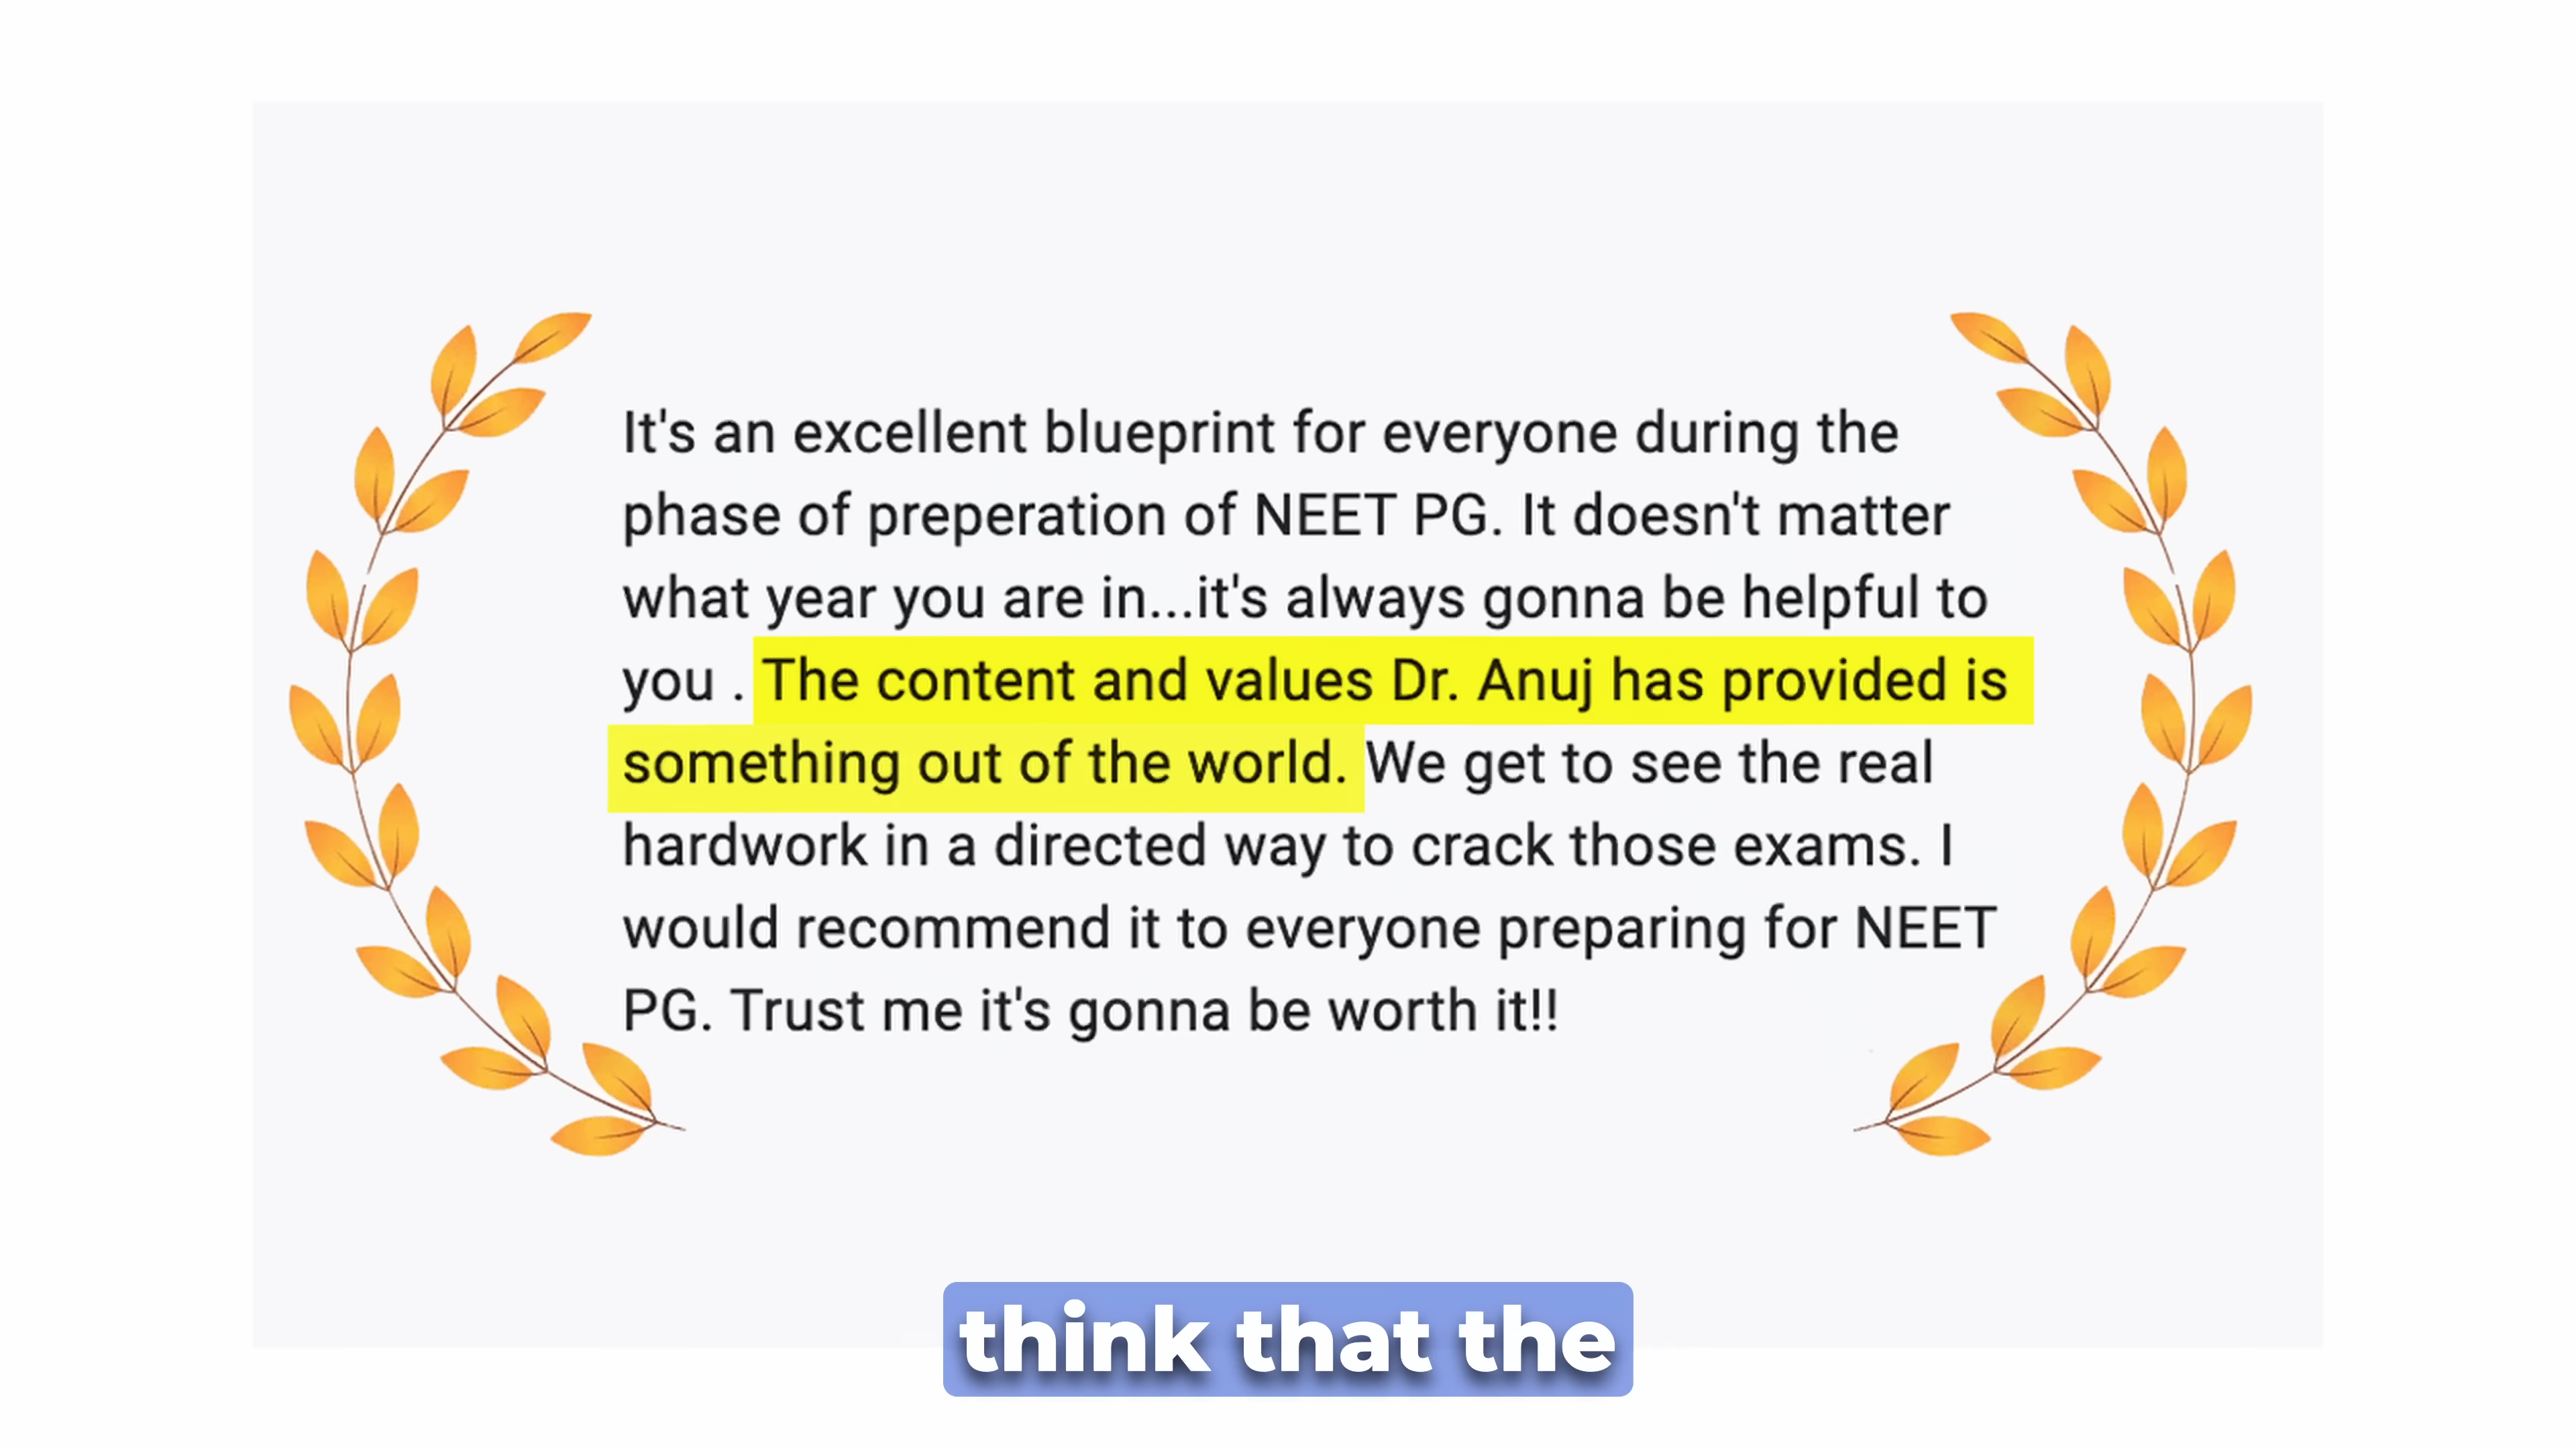 It's an excellent blueprint for everyone during the
phase of preperation of NEET PG. It doesn't matter
what year you are in...it's always gonna be helpful to
you . The content and values Dr. Anuj has provided is
something out of the world. We get to see the real
hardwork in a directed way to crack those exams. I
would recommend it to everyone preparing for NEET
PG. Trust me it's gonna be worth it!!
think that the